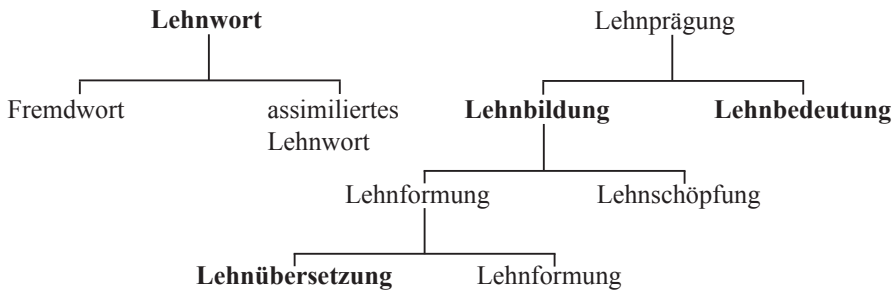 Lehnwort
Lehnprägung
Fremdwort
assimiliertes
Lehnwort
Lehnbildung
Lehnbedeutung
Lehnformung
Lehnschöpfung
Lehnübersetzung
Lehnformung